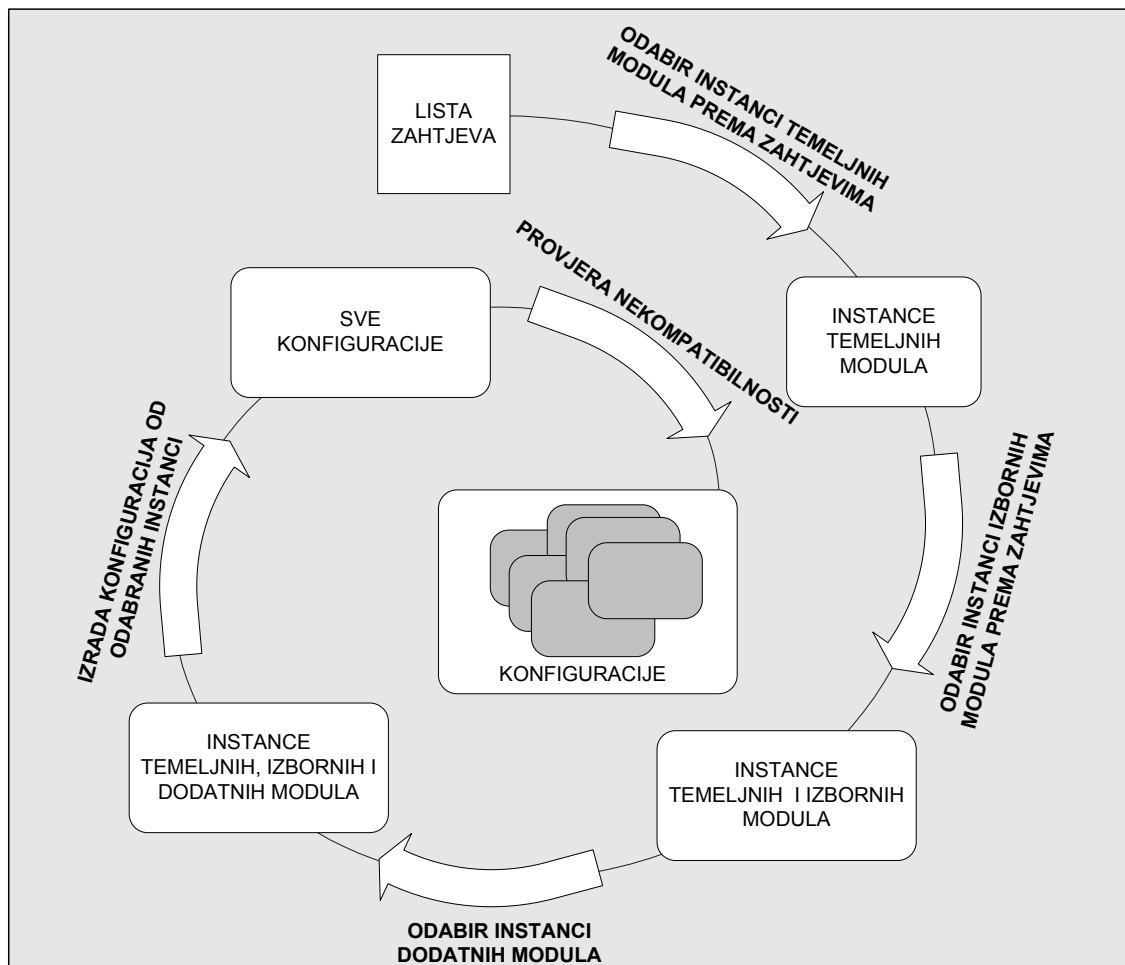 LISTA
ZAHTJEVA
ODABIR INSTANCI TEMELJNIH
MODULA PREMA ZAHTJEVIMA
INSTANCE
TEMELJNIH
MODULA
ODABIR INSTANCI IZBORNIH
MODULA PREMA ZAHTJEVIMA
INSTANCE
TEMELJNIH I IZBORNIH
MODULA
ODABIR INSTANCI
DODATNIH MODULA
INSTANCE
TEMELJNIH, IZBORNIH I
DODATNIH MODULA
IZRADA KONFIGURACIJA OD
ODABRANIH INSTANCI
SVE
KONFIGURACIJE
PROVJERA NEKOMPATIBILNOSTI
KONFIGURACIJE